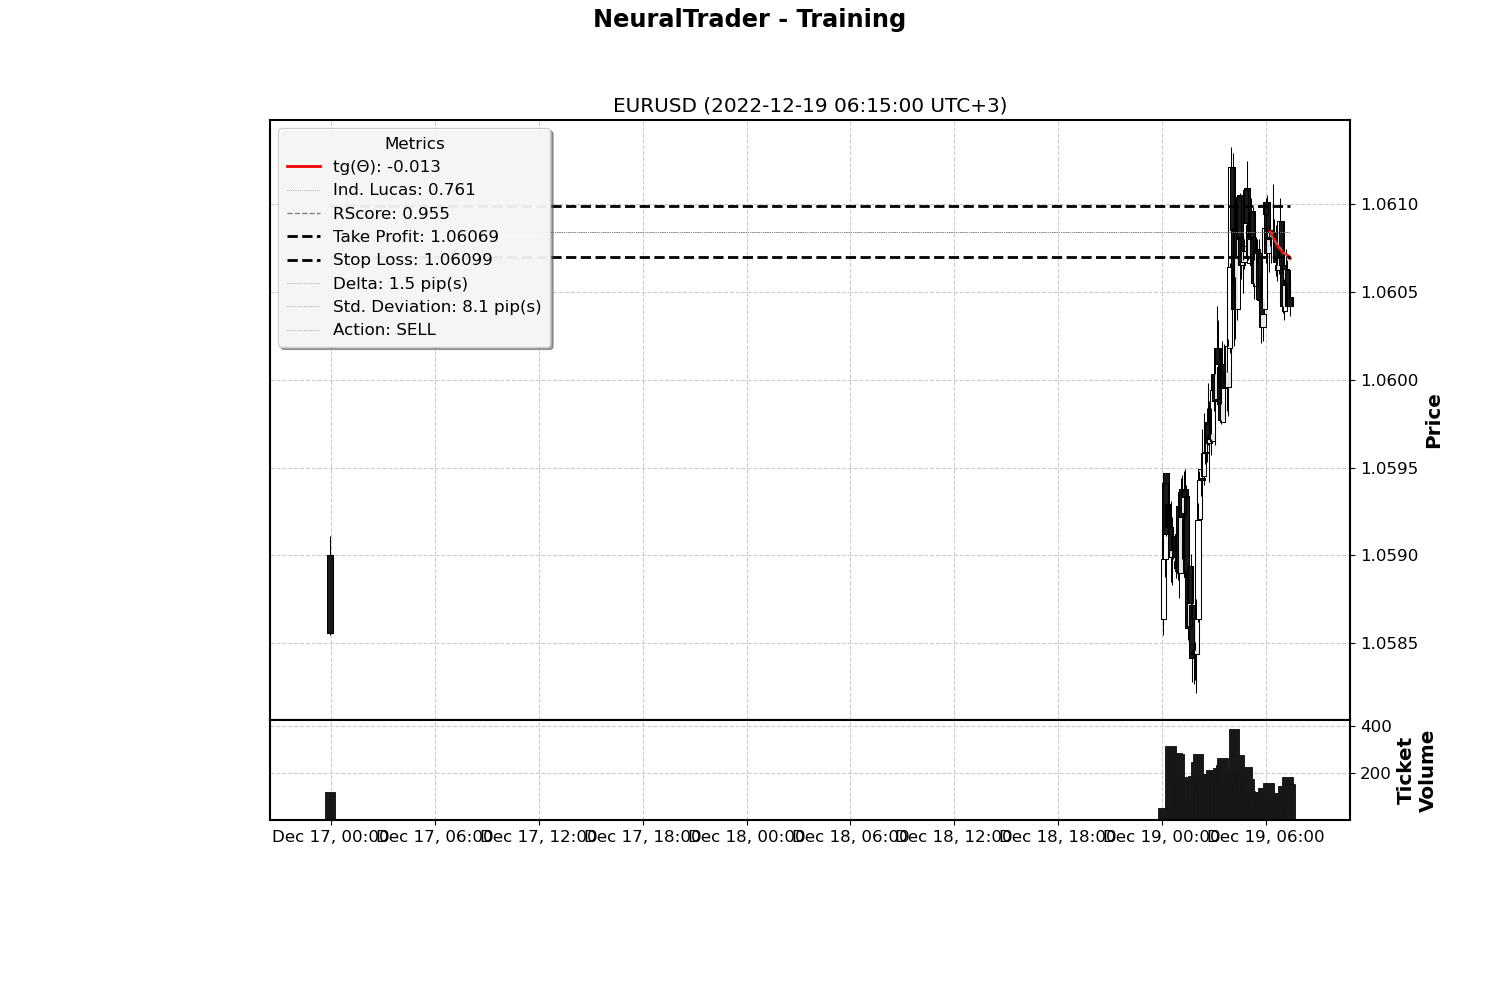 NeuralTrader - Training
EURUSD (2022-12-19 06:15:00 UTC+3)
Metrics
tg(Θ): -0.013
Ind. Lucas: 0.761
RScore: 0.955
Take Profit: 1.06069
Stop Loss: 1.06099
Delta: 1.5 pip(s)
Std. Deviation: 8.1 pip(s)
Action: SELL
1.0610
1.0605
1.0600
1.0595
1.0590
1.0585
Price
400
200
Ticket
Volume
Dec 17, 00:00 Dec 17, 06:00 Dec 17, 12:00 Dec 17, 18:00 Dec 18, 00:00 Dec 18, 06:00 Dec 18, 12:00 Dec 18, 18:00 Dec 19, 00:00 Dec 19, 06:00